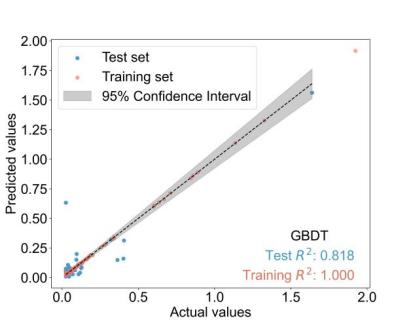 2.00
1.75
1.50
1.25
1.00
0.75
0.50
0.25
0.00
Predicted values
Test set
Training set
95% Confidence Interval
GBDT
Test R²: 0.818
Training R²: 1.000
0.0 0.5 1.0 1.5 2.0
Actual values